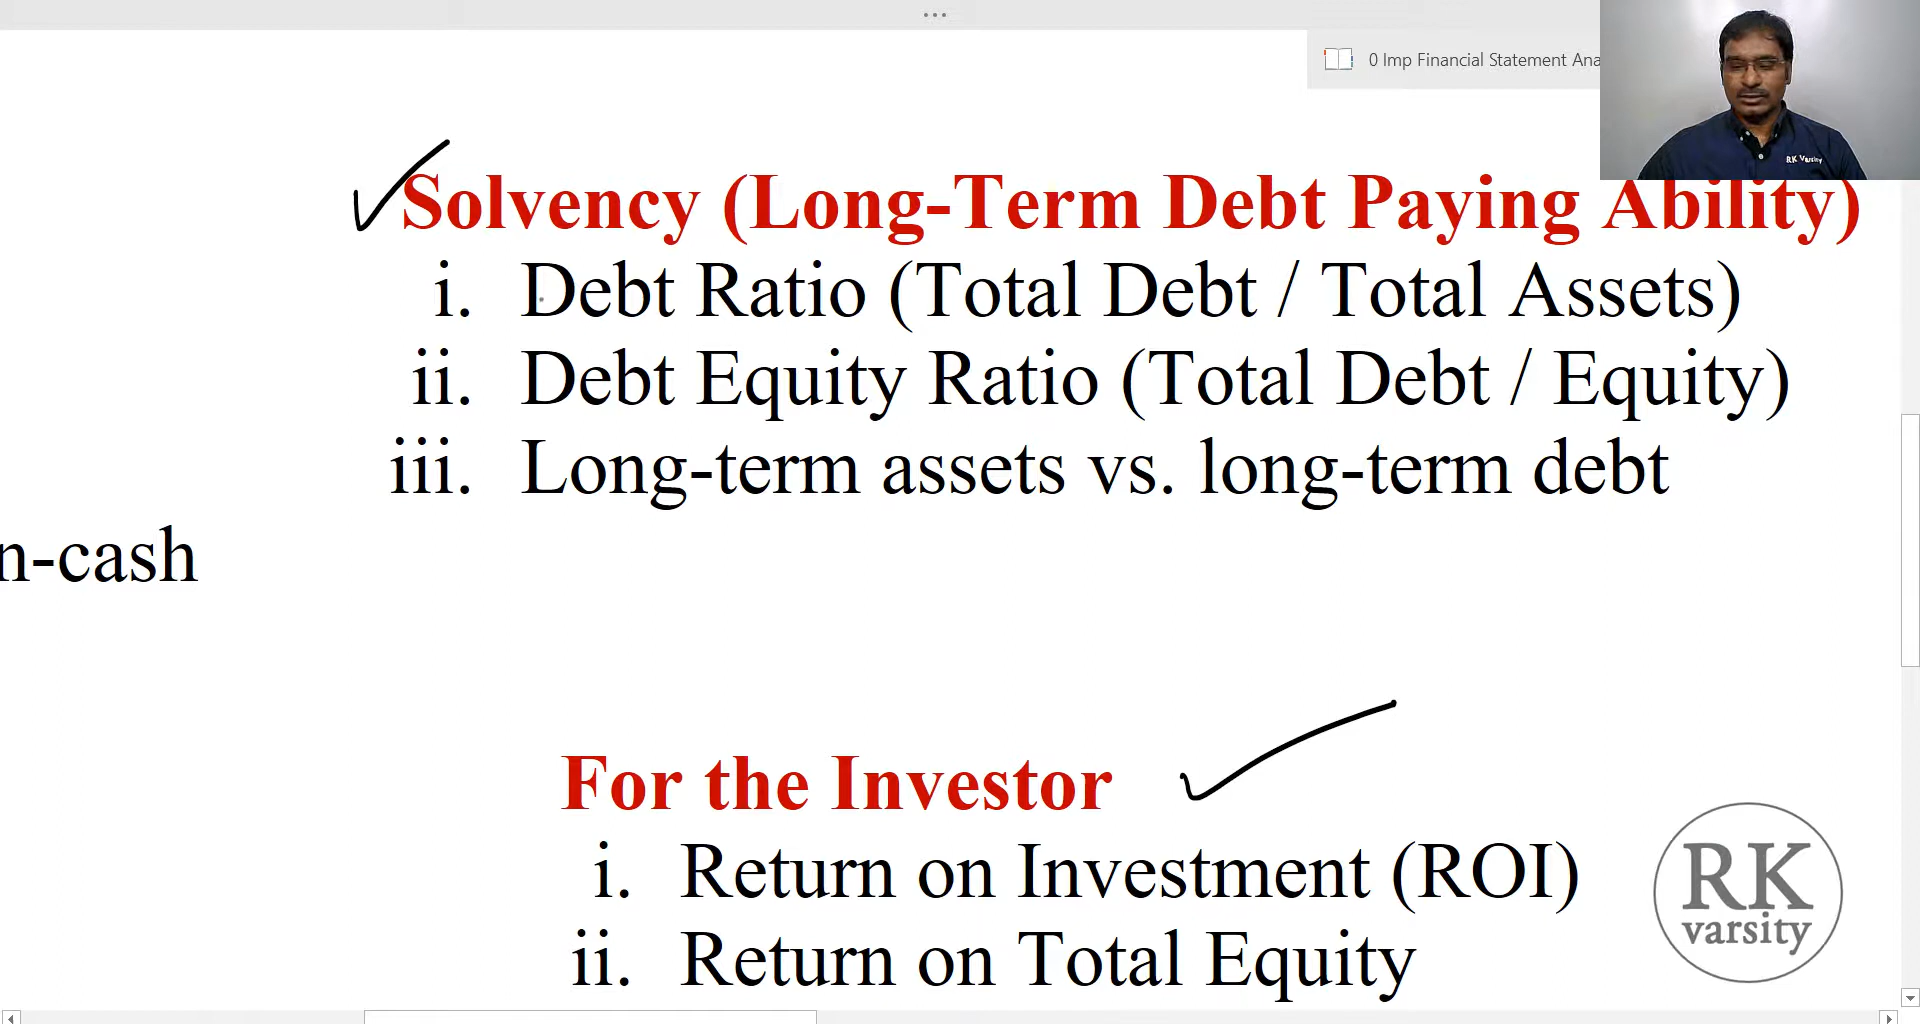 ...
0 Imp Financial Statement Ana
RK Varsity
Solvency (Long-Term Debt Paying Ability)
i. Debt Ratio (Total Debt / Total Assets)
ii. Debt Equity Ratio (Total Debt / Equity)
iii. Long-term assets vs. long-term debt
n-cash
For the Investor
i. Return on Investment (ROI)
ii. Return on Total Equity
RK
varsity